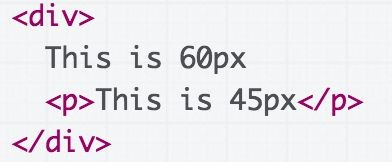 <div>
This is 60px
<p>This is 45px</p>
</div>